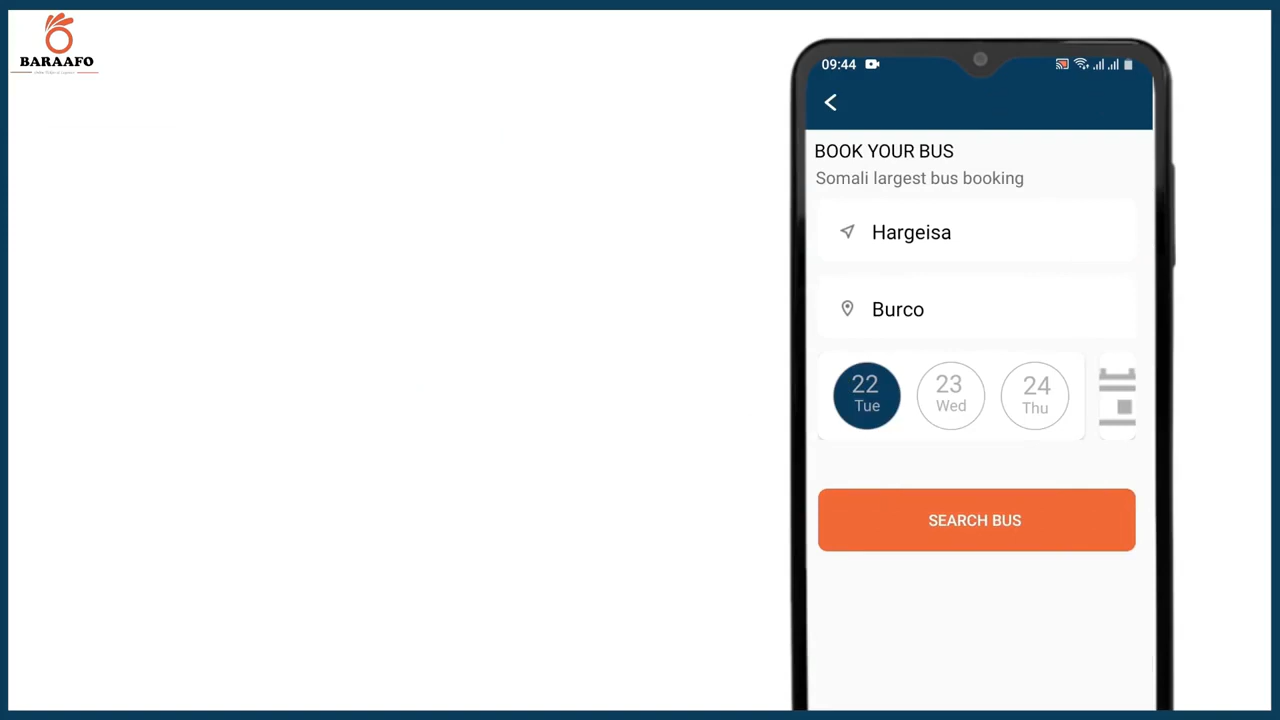 BARAAFO
09:44
BOOK YOUR BUS
Somali largest bus booking
Hargeisa
Burco
22 23 24
Tue Wed Thu
SEARCH BUS